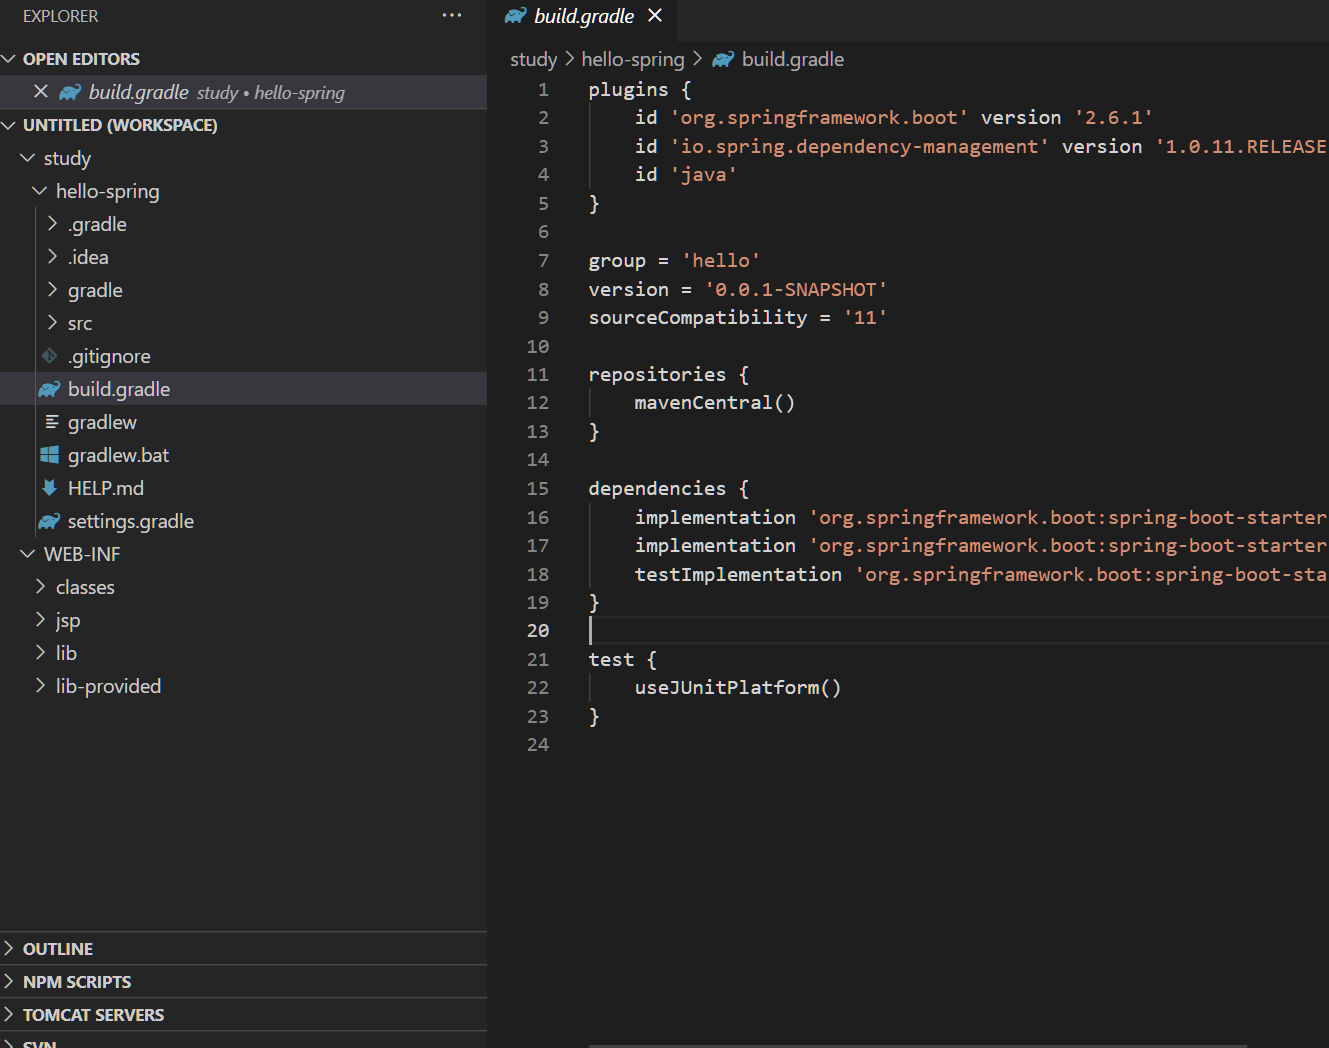 EXPLORER
OPEN EDITORS
build.gradle study • hello-spring
UNTITLED (WORKSPACE)
study
hello-spring
.gradle
.idea
gradle
src
.gitignore
build.gradle
gradlew
gradlew.bat
HELP.md
settings.gradle
WEB-INF
classes
jsp
lib
lib-provided
OUTLINE
NPM SCRIPTS
TOMCAT SERVERS
SVN
build.gradle
study > hello-spring > build.gradle
1 plugins {
2 id 'org.springframework.boot' version '2.6.1'
3 id 'io.spring.dependency-management' version '1.0.11.RELEASE
4 id 'java'
5 }
6
7 group = 'hello'
8 version = '0.0.1-SNAPSHOT'
9 sourceCompatibility = '11'
10
11 repositories {
12 mavenCentral()
13 }
14
15 dependencies {
16 implementation 'org.springframework.boot:spring-boot-starter
17 implementation 'org.springframework.boot:spring-boot-starter
18 testImplementation 'org.springframework.boot:spring-boot-sta
19 }
20
21 test {
22 useJUnitPlatform()
23 }
24